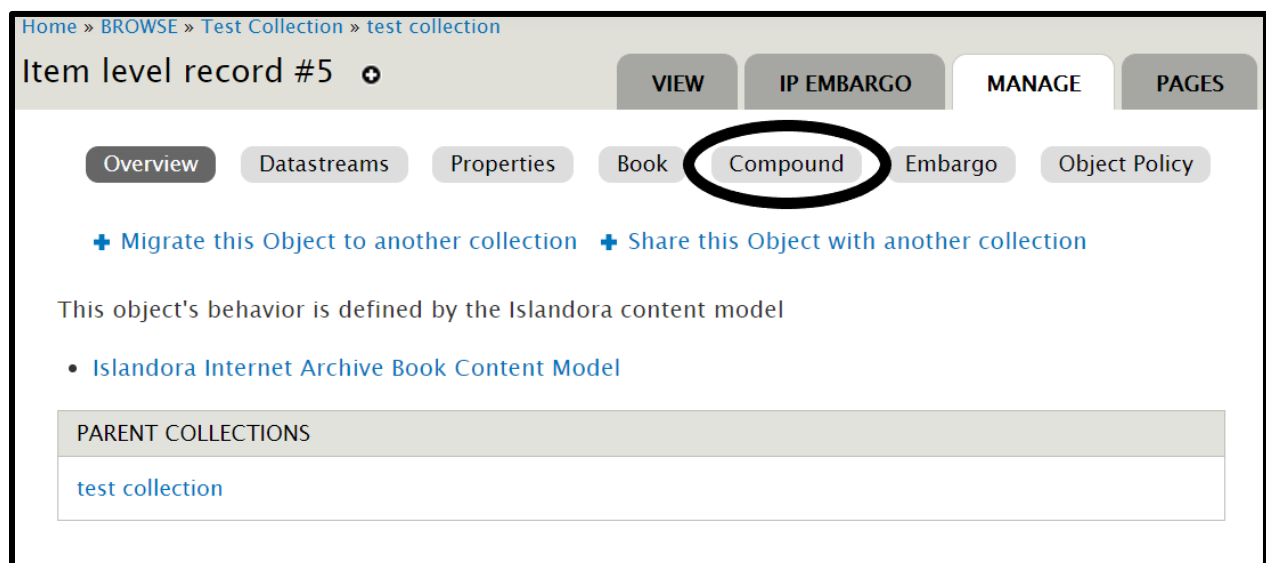 Home » BROWSE » Test Collection » test collection
Item level record #5
VIEW IP EMBARGO MANAGE PAGES
Overview Datastreams Properties Book Compound Embargo Object Policy
Migrate this Object to another collection Share this Object with another collection
This object's behavior is defined by the Islandora content model
• Islandora Internet Archive Book Content Model
PARENT COLLECTIONS
test collection